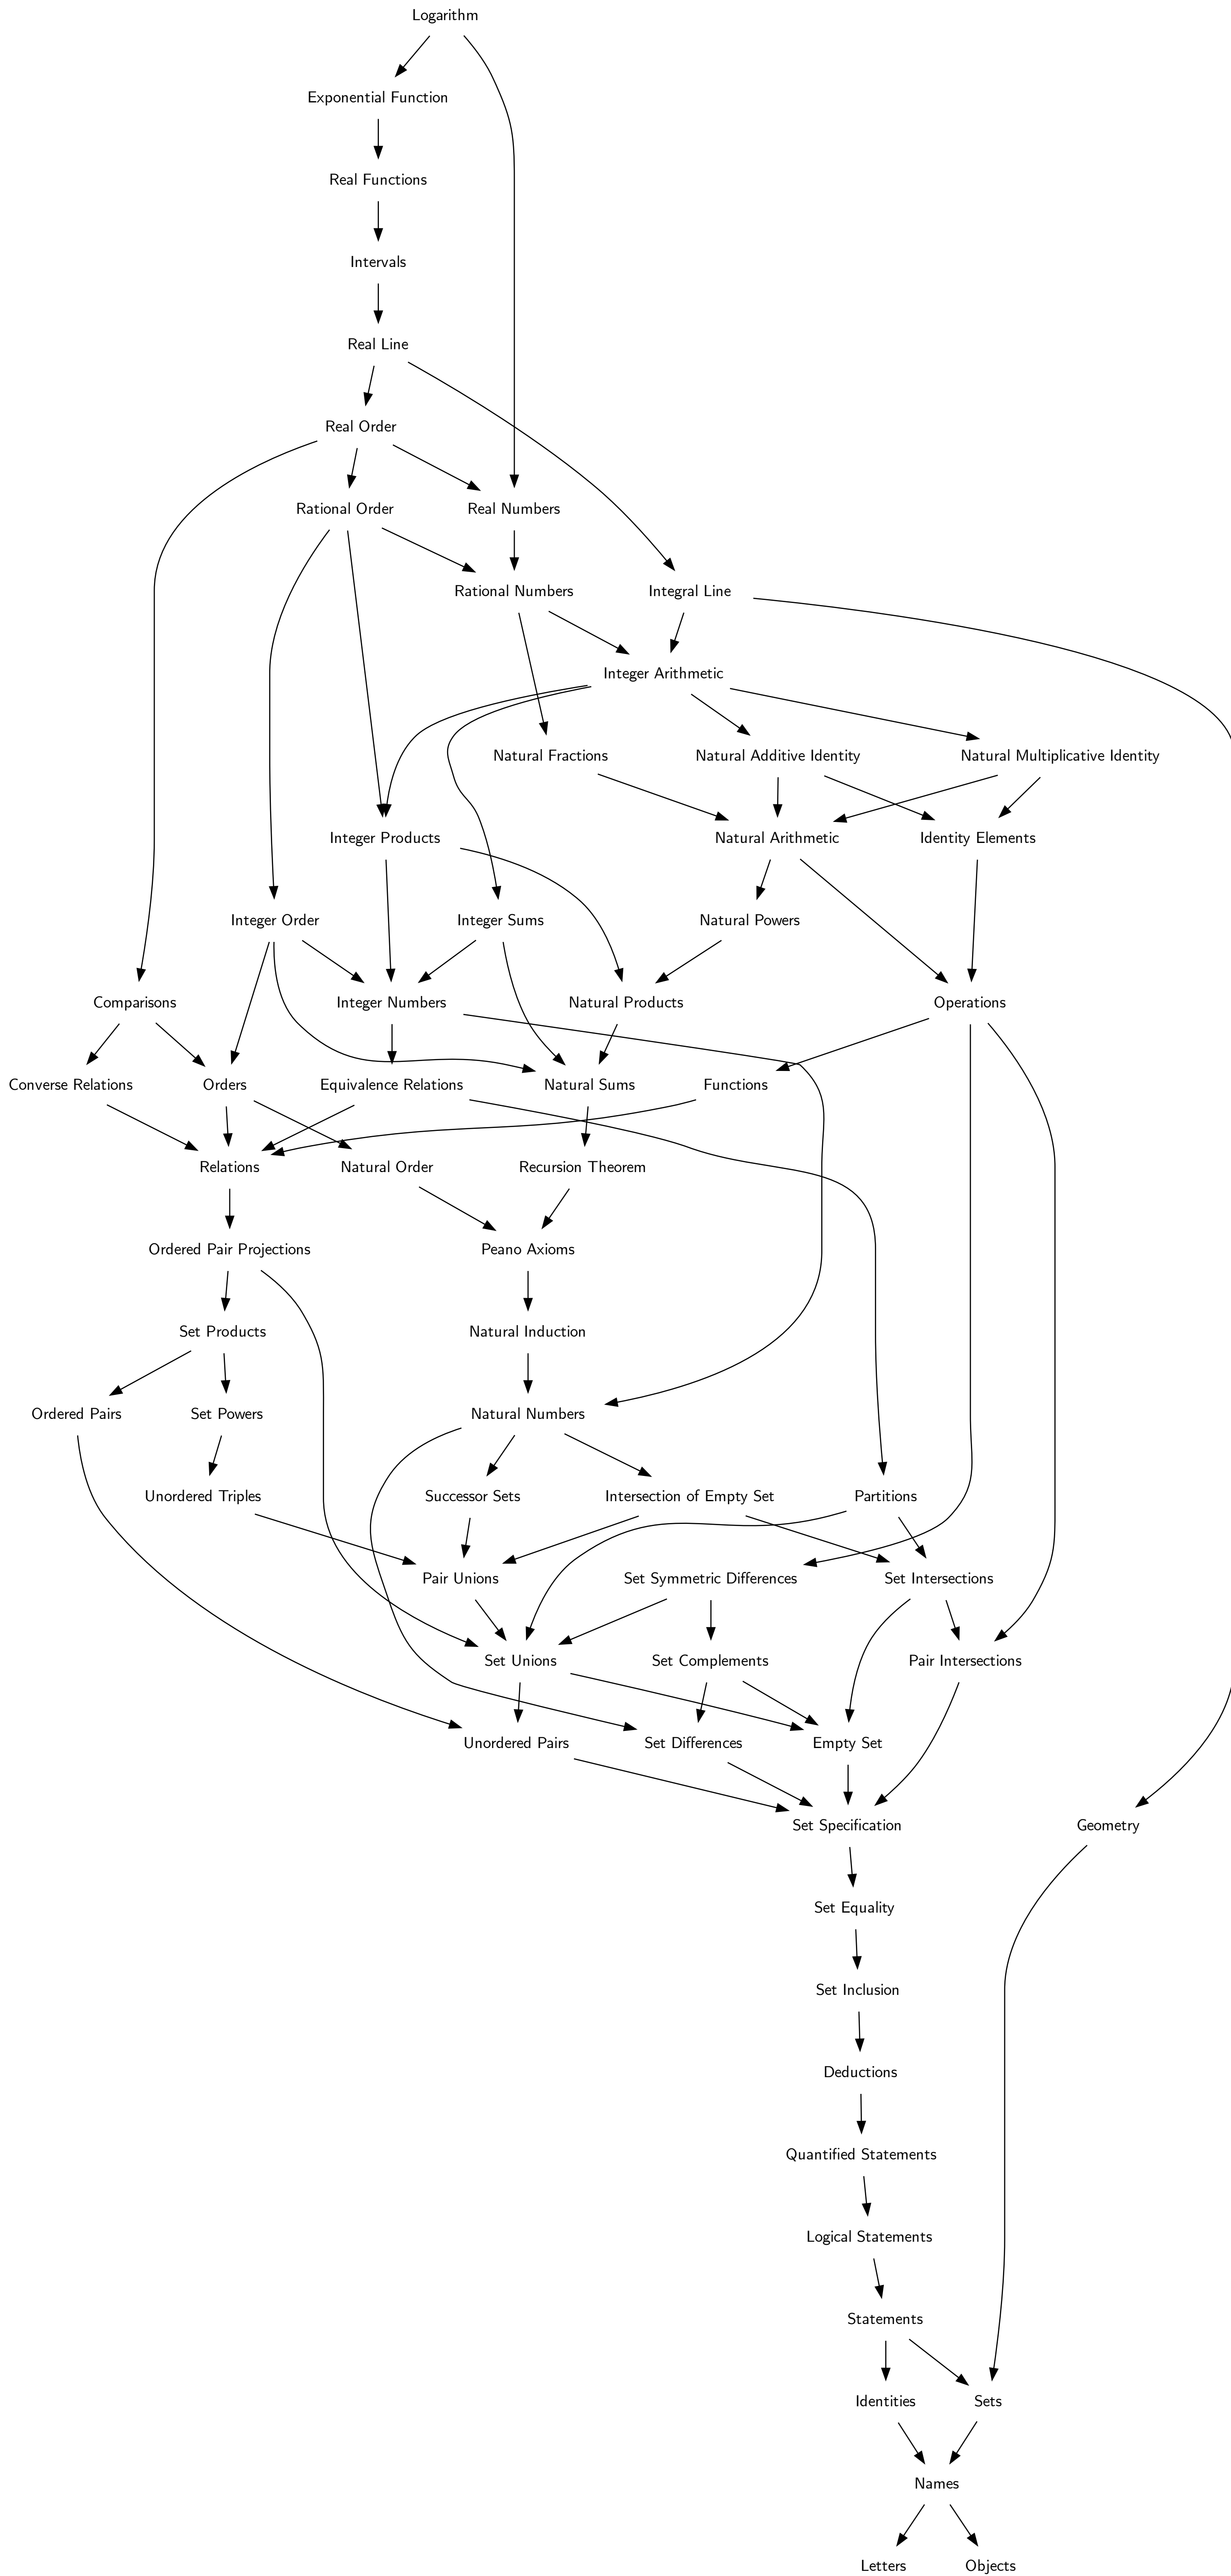 Logarithm
Exponential Function
Real Functions
Intervals
Real Line
Real Order
Rational Order
Real Numbers
Rational Numbers
Integral Line
Integer Arithmetic
Natural Fractions
Natural Additive Identity
Natural Multiplicative Identity
Integer Products
Natural Arithmetic
Identity Elements
Integer Order
Integer Sums
Natural Powers
Comparisons
Integer Numbers
Natural Products
Operations
Converse Relations
Orders
Equivalence Relations
Natural Sums
Functions
Relations
Natural Order
Recursion Theorem
Ordered Pair Projections
Peano Axioms
Set Products
Natural Induction
Ordered Pairs
Set Powers
Natural Numbers
Unordered Triples
Successor Sets
Intersection of Empty Set
Partitions
Pair Unions
Set Symmetric Differences
Set Intersections
Set Unions
Set Complements
Pair Intersections
Unordered Pairs
Set Differences
Empty Set
Set Specification
Geometry
Set Equality
Set Inclusion
Deductions
Quantified Statements
Logical Statements
Statements
Identities
Sets
Names
Letters
Objects